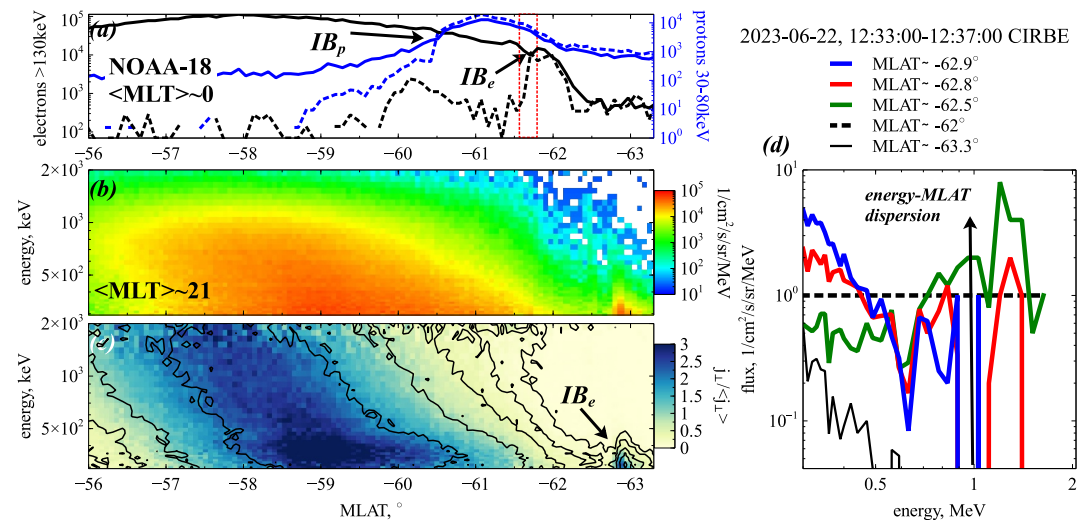 (a)
NOAA-18
<MLT>~0
IBp
IBe
electrons >130keV
10^5
10^4
10^3
10^2
protons 30-80keV
10^5
10^4
10^3
10^2
10^1
10^0
−56 −57 −58 −59 −60 −61 −62 −63
(b)
<MLT>~21
energy, keV
2×10^3
1×10^3
5×10^2
10^5
10^4
10^3
10^2
10^1
1/cm²/s/sr/MeV
energy, keV
2×10^3
1×10^3
5×10^2
IBe
3
2.5
2
1.5
1
0.5
0
j⊥/<j⊥>
−56 −57 −58 −59 −60 −61 −62 −63
MLAT, °
2023-06-22, 12:33:00-12:37:00 CIRBE
MLAT~ -62.9°
MLAT~ -62.8°
MLAT~ -62.5°
MLAT~ -62°
MLAT~ -63.3°
(d)
energy-MLAT
dispersion
flux, 1/cm²/s/sr/MeV
10^1
10^0
10^-1
0.5 1 2
energy, MeV